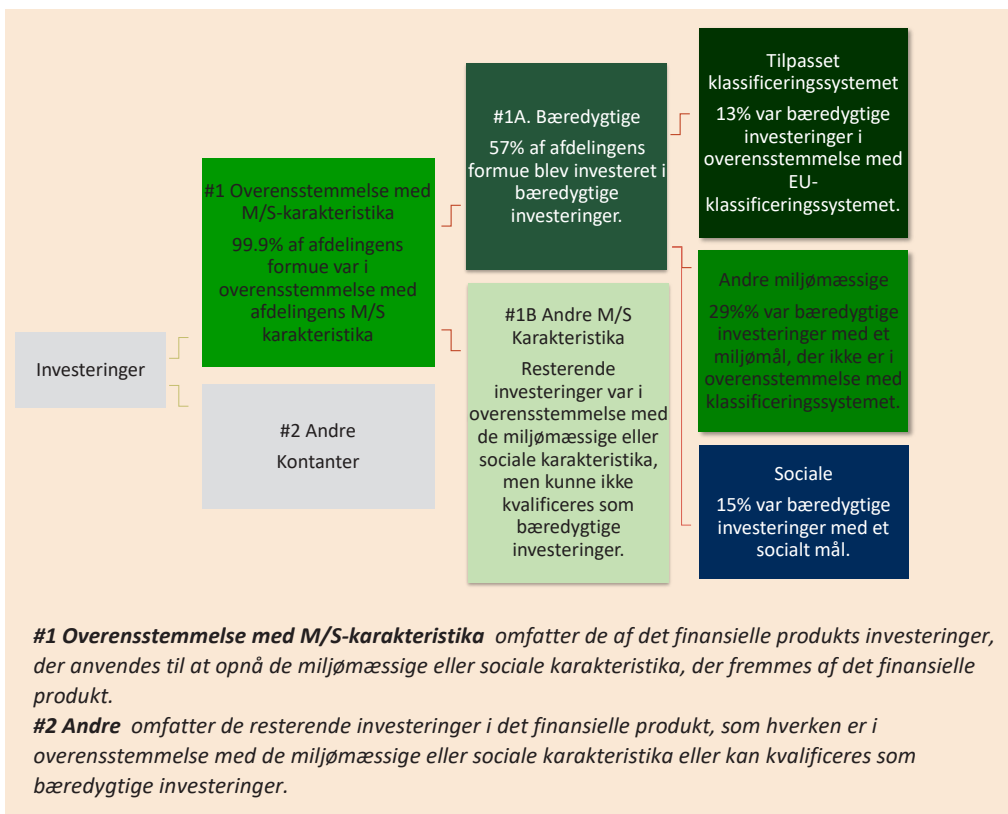 Investeringer
#1 Overensstemmelse med
M/S-karakteristika
99.9% af afdelingens
formue var i
overensstemmelse med
afdelingens M/S
karakteristika
#2 Andre
Kontanter
#1A. Bæredygtige
57% af afdelingens
formue blev investeret i
bæredygtige
investeringer.
#1B Andre M/S
Karakteristika
Resterende
investeringer var i
overensstemmelse med
de miljømæssige eller
sociale karakteristika,
men kunne ikke
kvalificeres som
bæredygtige
investeringer.
Tilpasset
klassificeringssystemet
13% var bæredygtige
investeringer i
overensstemmelse med
EU-
klassificeringssystemet.
Andre miljømæssige
29%% var bæredygtige
investeringer med et
miljømål, der ikke er i
overensstemmelse med
klassificeringssystemet.
Sociale
15% var bæredygtige
investeringer med et
socialt mål.
#1 Overensstemmelse med M/S-karakteristika omfatter de af det finansielle produkts investeringer,
der anvendes til at opnå de miljømæssige eller sociale karakteristika, der fremmes af det finansielle
produkt.
#2 Andre omfatter de resterende investeringer i det finansielle produkt, som hverken er i
overensstemmelse med de miljømæssige eller sociale karakteristika eller kan kvalificeres som
bæredygtige investeringer.